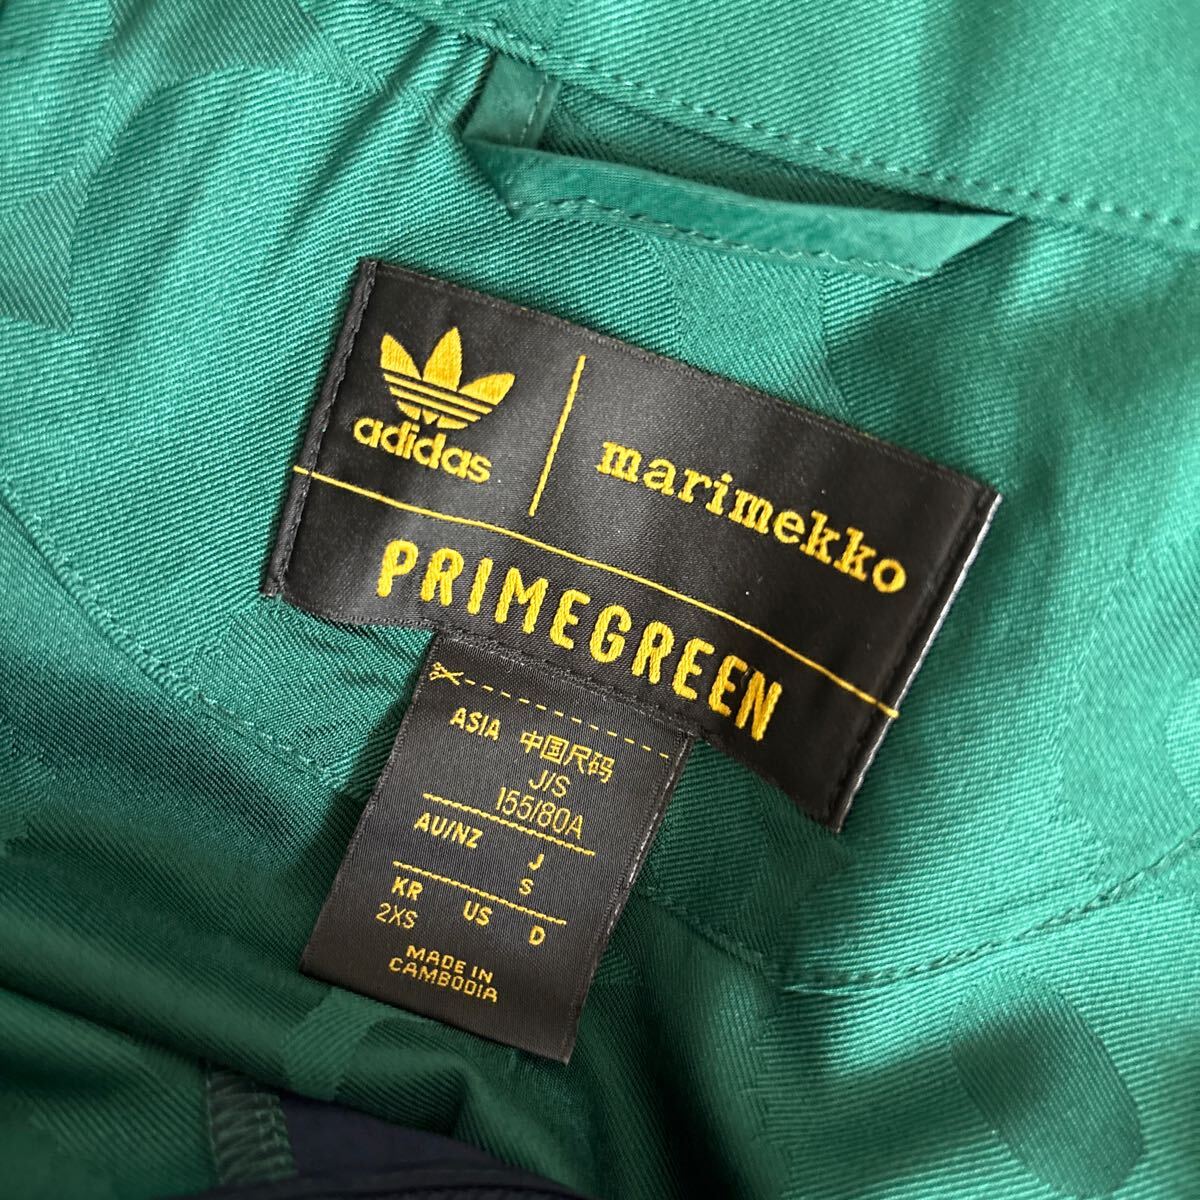 adidas
marimekko
PRIMEGREEN
ASIA 中国尺码
J/S
155/80A
AU/NZ J
S
KR US D
2XS
MADE IN
CAMBODIA